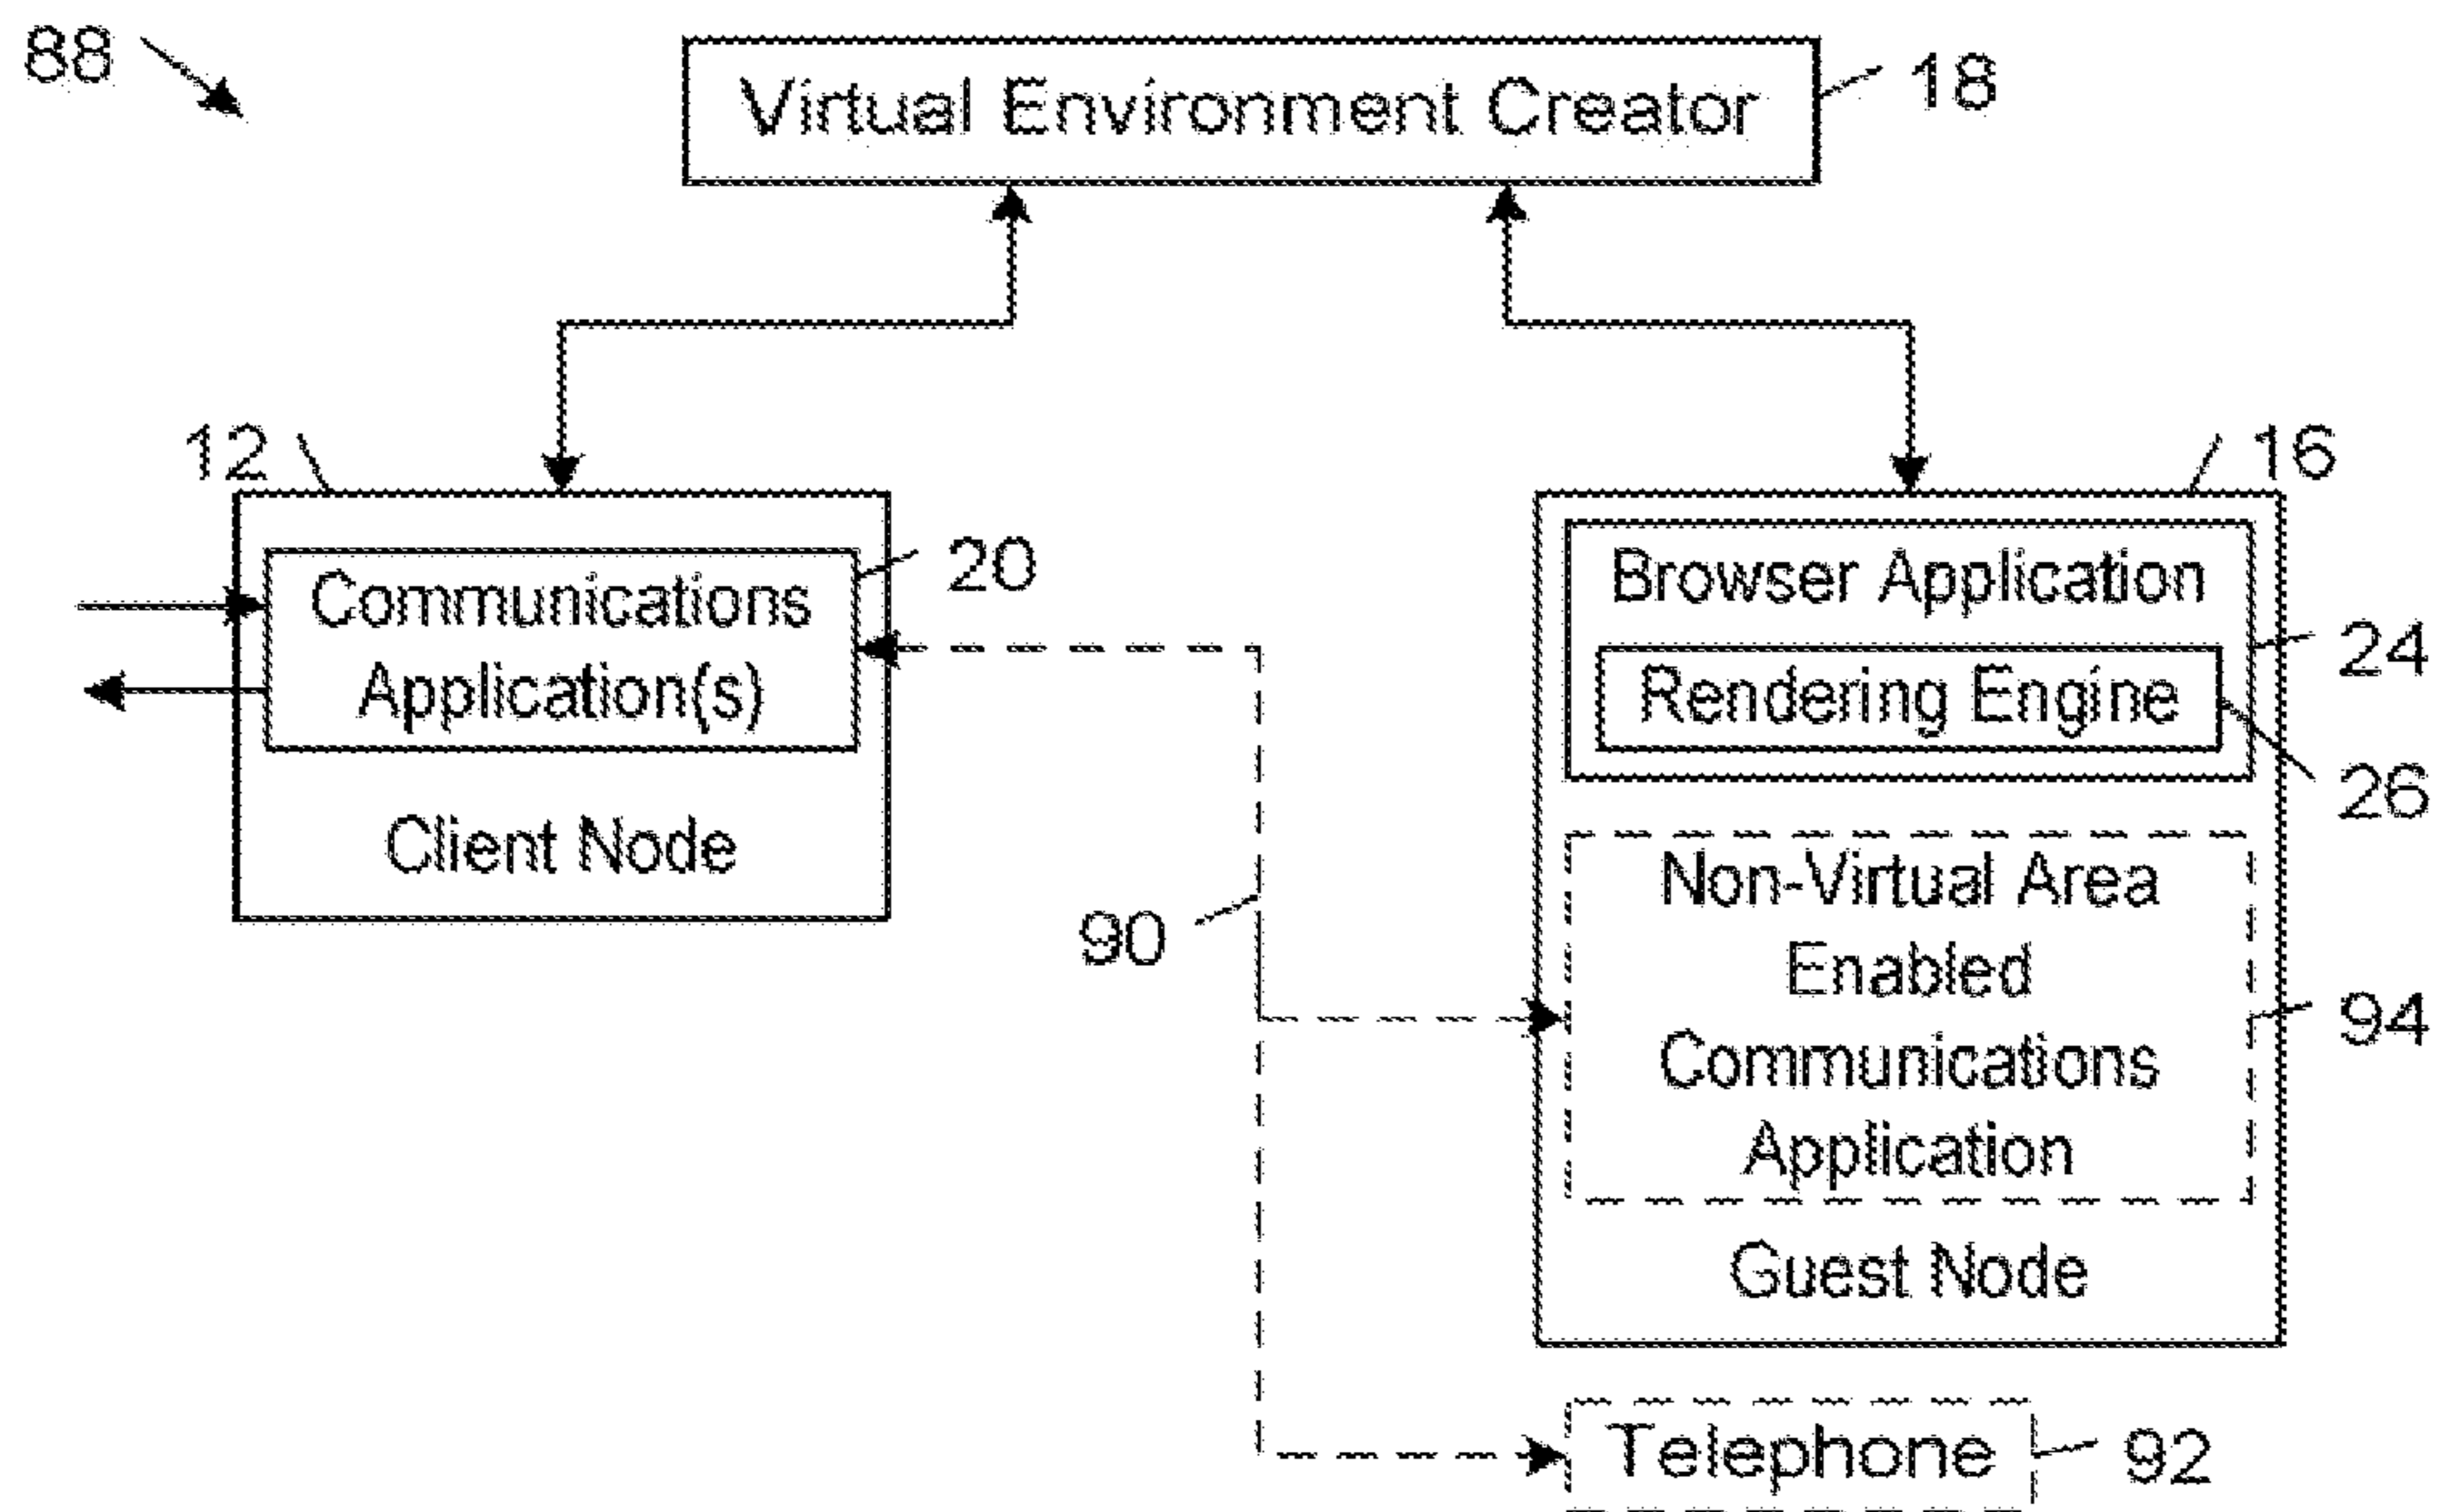 88
Virtual Environment Creator
18
12
16
Communications
Application(s)
20
Client Node
Browser Application
24
Rendering Engine
26
90
Non-Virtual Area
Enabled
Communications
Application
94
Guest Node
Telephone
92